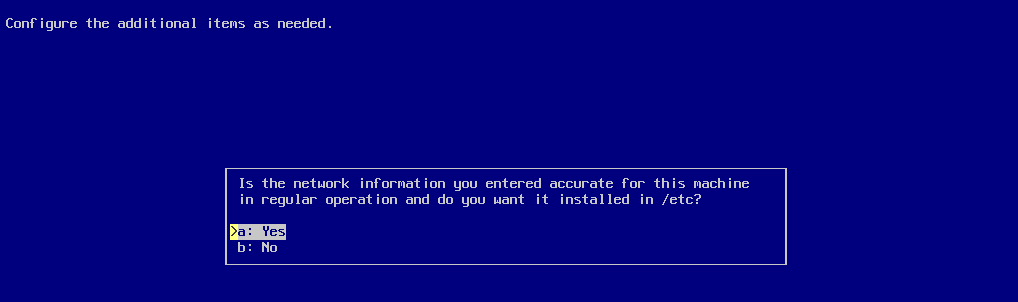 Configure the additional items as needed.
Is the network information you entered accurate for this machine
in regular operation and do you want it installed in /etc?
>a: Yes
b: No